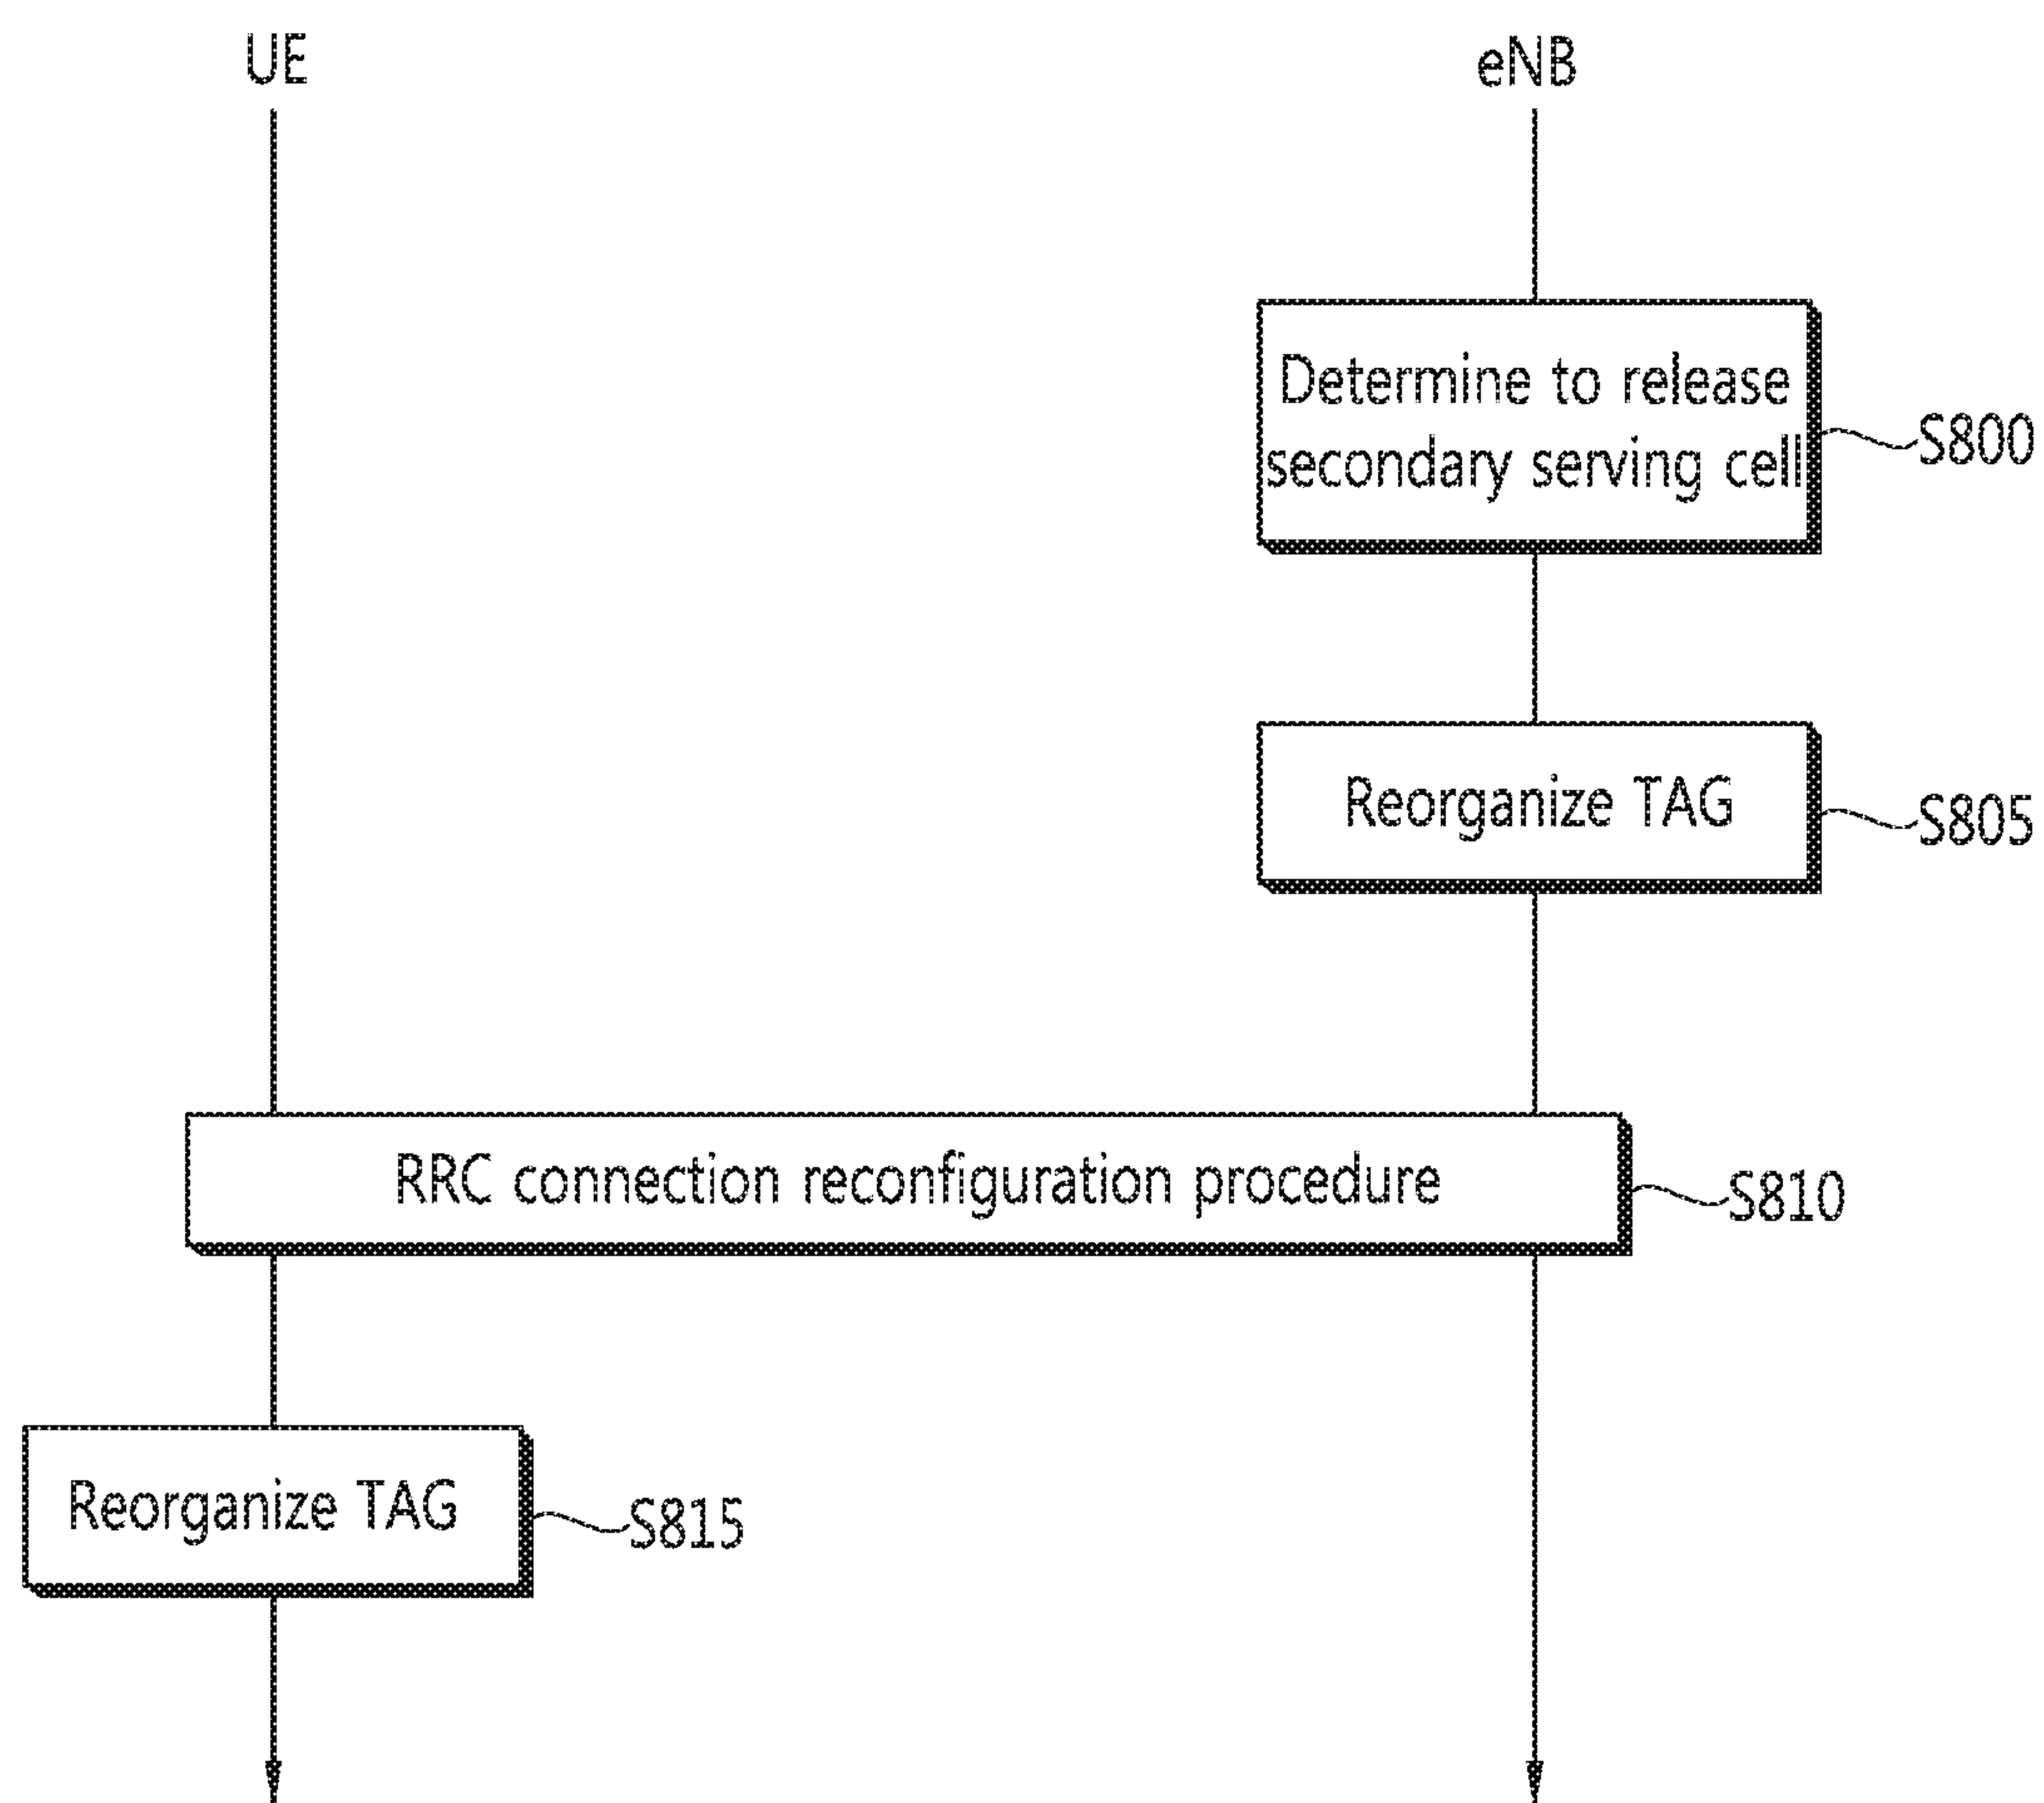 UE
eNB
Determine to release
secondary serving cell
S800
Reorganize TAG
S805
RRC connection reconfiguration procedure
S810
Reorganize TAG
S815